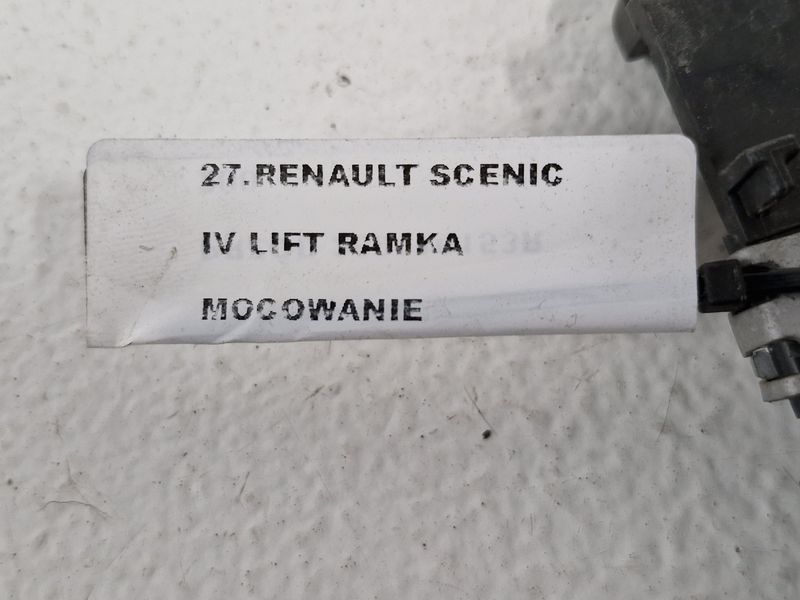 27.RENAULT SCENIC
IV LIFT RAMKA
MOCOWANIE